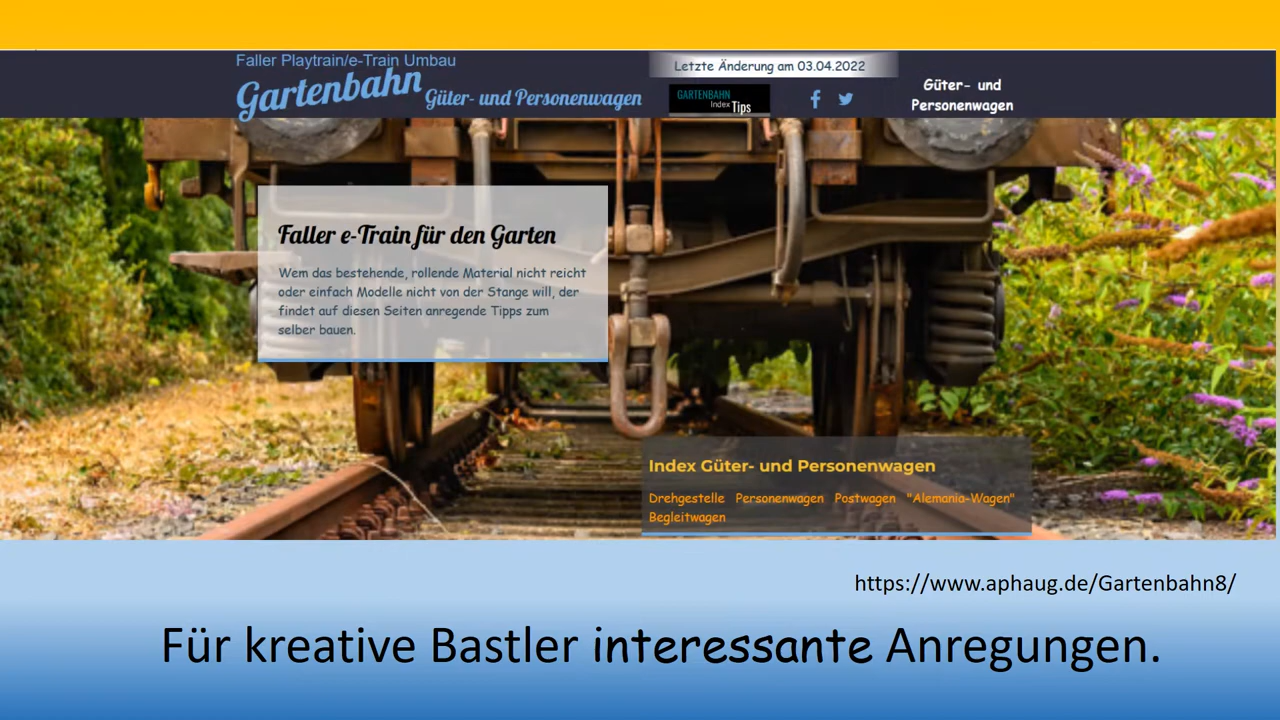 Faller Playtrain/e-Train Umbau
Gartenbahn Güter- und Personenwagen
Letzte Änderung am 03.04.2022
GARTENBAHN
Index Tips
Güter- und
Personenwagen
Faller e-Train für den Garten
Wem das bestehende, rollende Material nicht reicht
oder einfach Modelle nicht von der Stange will, der
findet auf diesen Seiten anregende Tipps zum
selber bauen.
Index Güter- und Personenwagen
Drehgestelle Personenwagen Postwagen "Alemania-Wagen"
Begleitwagen
https://www.aphaug.de/Gartenbahn8/
Für kreative Bastler interessante Anregungen.